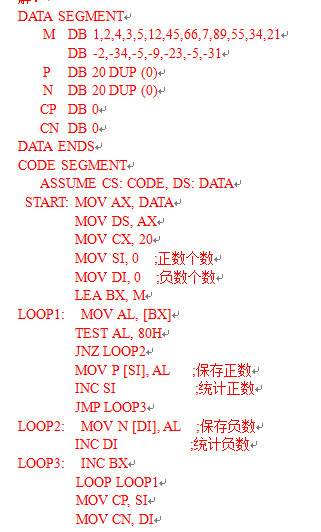 DATA SEGMENT↵
M DB 1,2,4,3,5,12,45,66,7,89,55,34,21↵
DB -2,-34,-5,-9,-23,-5,-31↵
P DB 20 DUP (0)↵
N DB 20 DUP (0)↵
CP DB 0↵
CN DB 0↵
DATA ENDS↵
CODE SEGMENT↵
ASSUME CS: CODE, DS: DATA↵
START: MOV AX, DATA↵
MOV DS, AX↵
MOV CX, 20↵
MOV SI, 0 ;正数个数↵
MOV DI, 0 ;负数个数↵
LEA BX, M↵
LOOP1: MOV AL, [BX]↵
TEST AL, 80H↵
JNZ LOOP2↵
MOV P [SI], AL ;保存正数↵
INC SI ;统计正数↵
JMP LOOP3↵
LOOP2: MOV N [DI], AL ;保存负数↵
INC DI ;统计负数↵
LOOP3: INC BX↵
LOOP LOOP1↵
MOV CP, SI↵
MOV CN, DI↵